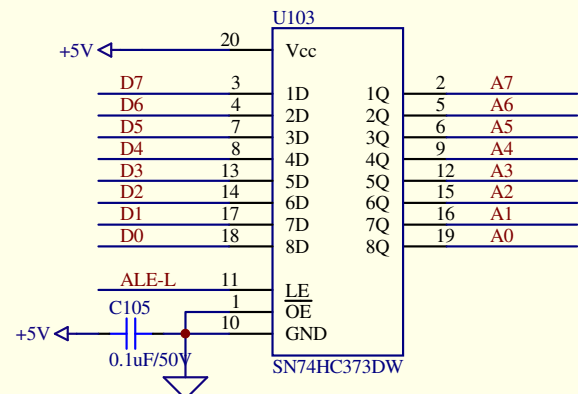 U103
+5V 20 Vcc
D7 3 1D 1Q 2 A7
D6 4 2D 2Q 5 A6
D5 7 3D 3Q 6 A5
D4 8 4D 4Q 9 A4
D3 13 5D 5Q 12 A3
D2 14 6D 6Q 15 A2
D1 17 7D 7Q 16 A1
D0 18 8D 8Q 19 A0
ALE-L 11 LE
C105 1 OE
+5V 10 GND
0.1uF/50V
SN74HC373DW